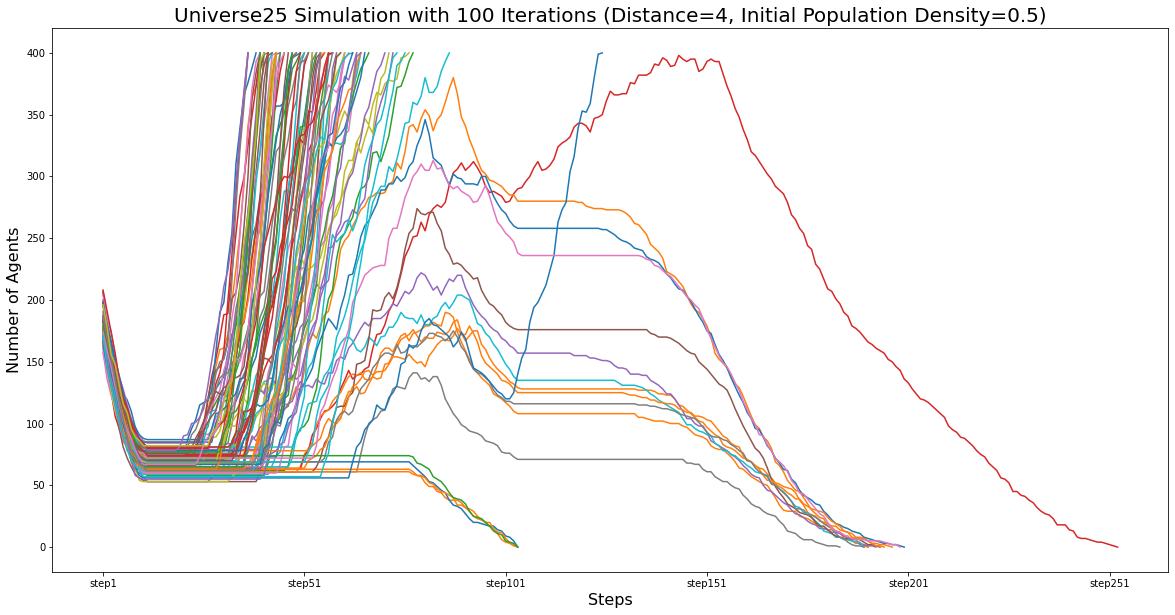 Universe25 Simulation with 100 Iterations (Distance=4, Initial Population Density=0.5)
Number of Agents
400
350
300
250
200
150
100
50
0
step1 step51 step101 step151 step201 step251
Steps